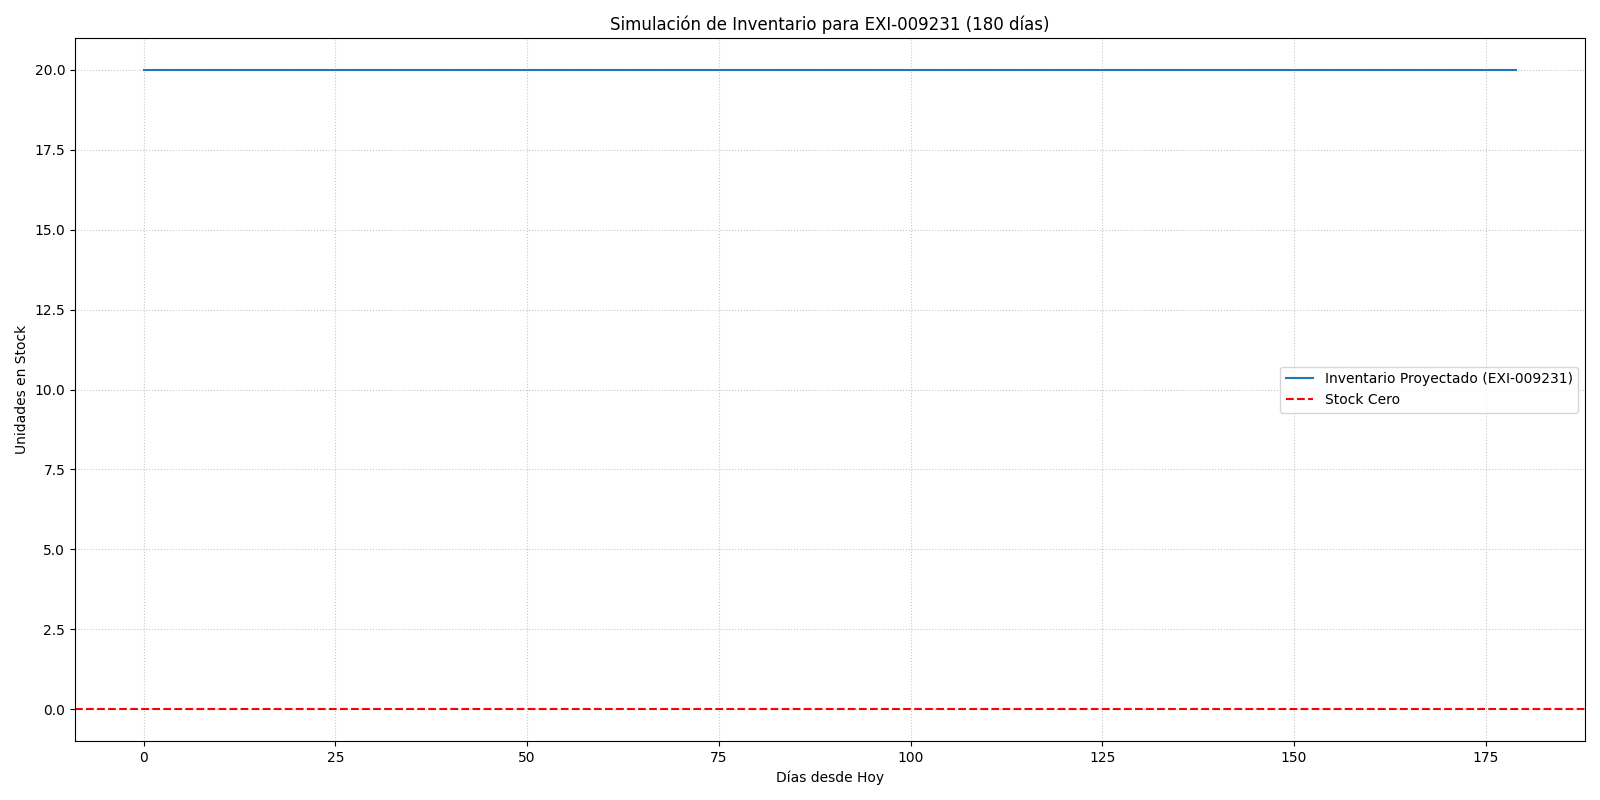 Simulación de Inventario para EXI-009231 (180 días)
20.0
17.5
15.0
12.5
10.0
7.5
5.0
2.5
0.0
Unidades en Stock
Inventario Proyectado (EXI-009231)
Stock Cero
0 25 50 75 100 125 150 175
Días desde Hoy